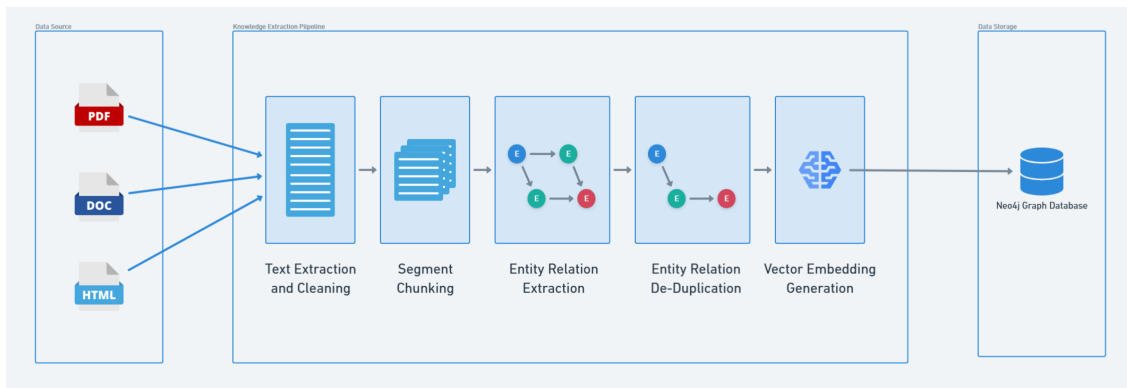 Data Source
Knowledge Extraction Plipeline
Data Storage
PDF
DOC
HTML
E
E
E
E
E
E
E
Text Extraction
and Cleaning
Segment
Chunking
Entity Relation
Extraction
Entity Relation
De-Duplication
Vector Embedding
Generation
Neo4j Graph Database